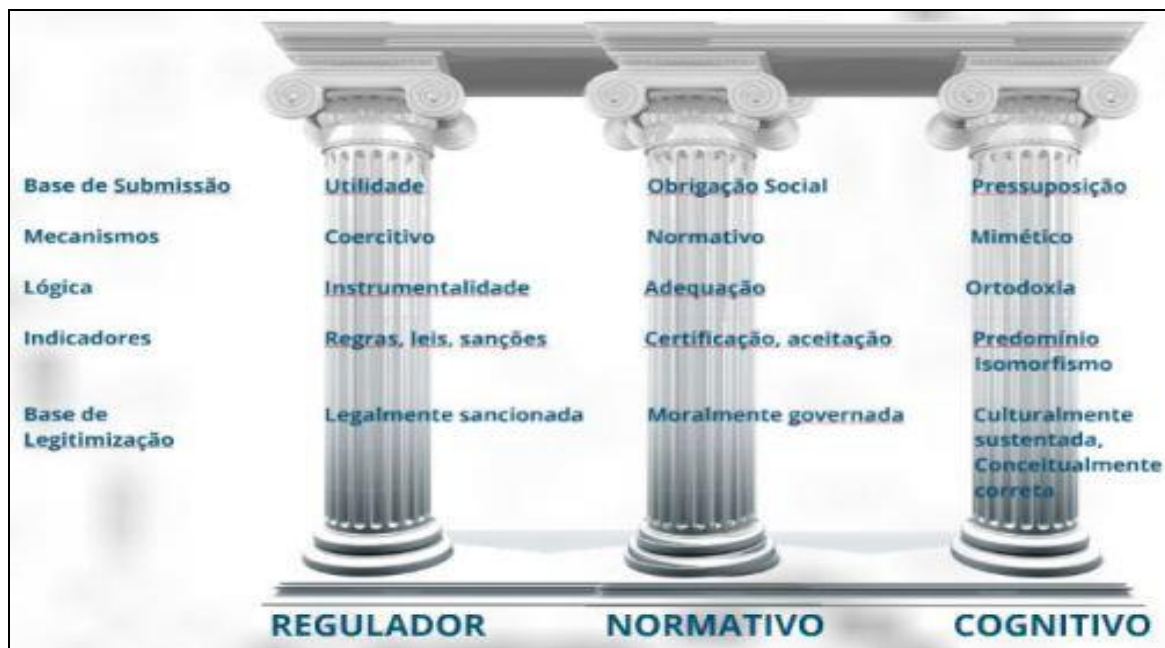 Base de Submissão Utilidade Obrigação Social Pressuposição
Mecanismos Coercitivo Normativo Mimético
Lógica Instrumentalidade Adequação Ortodoxia
Indicadores Regras, leis, sanções Certificação, aceitação Predomínio
Isomorfismo
Base de Legalmente sancionada Moralmente governada Culturalmente
Legitimização sustentada,
Conceitualmente
correta
REGULADOR NORMATIVO COGNITIVO